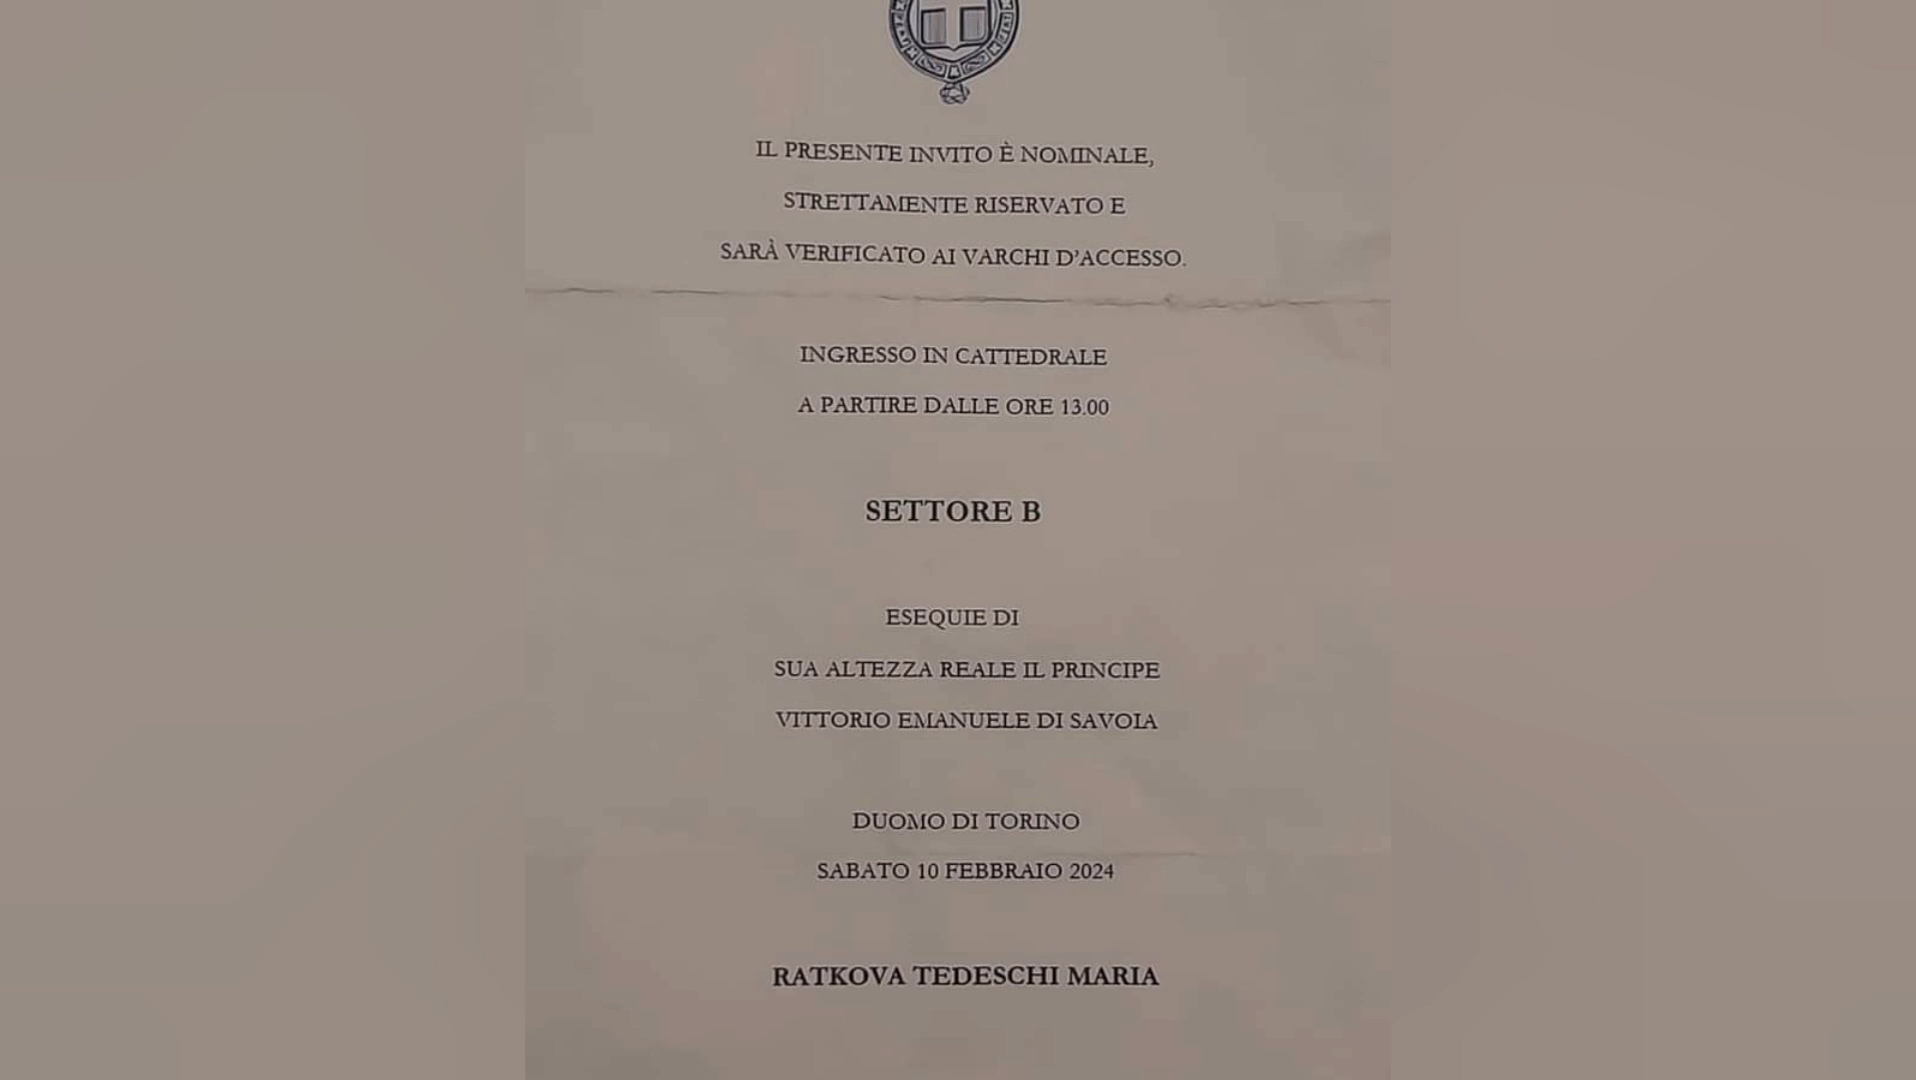 IL PRESENTE INVITO È NOMINALE,
STRETTAMENTE RISERVATO E
SARÀ VERIFICATO AI VARCHI D'ACCESSO.
INGRESSO IN CATTEDRALE
A PARTIRE DALLE ORE 13.00
SETTORE B
ESEQUIE DI
SUA ALTEZZA REALE IL PRINCIPE
VITTORIO EMANUELE DI SAVOIA
DUOMO DI TORINO
SABATO 10 FEBBRAIO 2024
RATKOVA TEDESCHI MARIA